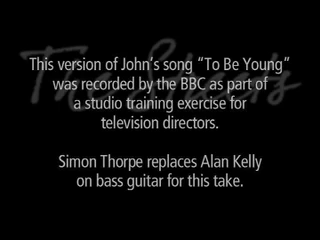 This version of John's song "To Be Young"
was recorded by the BBC as part of
a studio training exercise for
television directors.
Simon Thorpe replaces Alan Kelly
on bass guitar for this take.